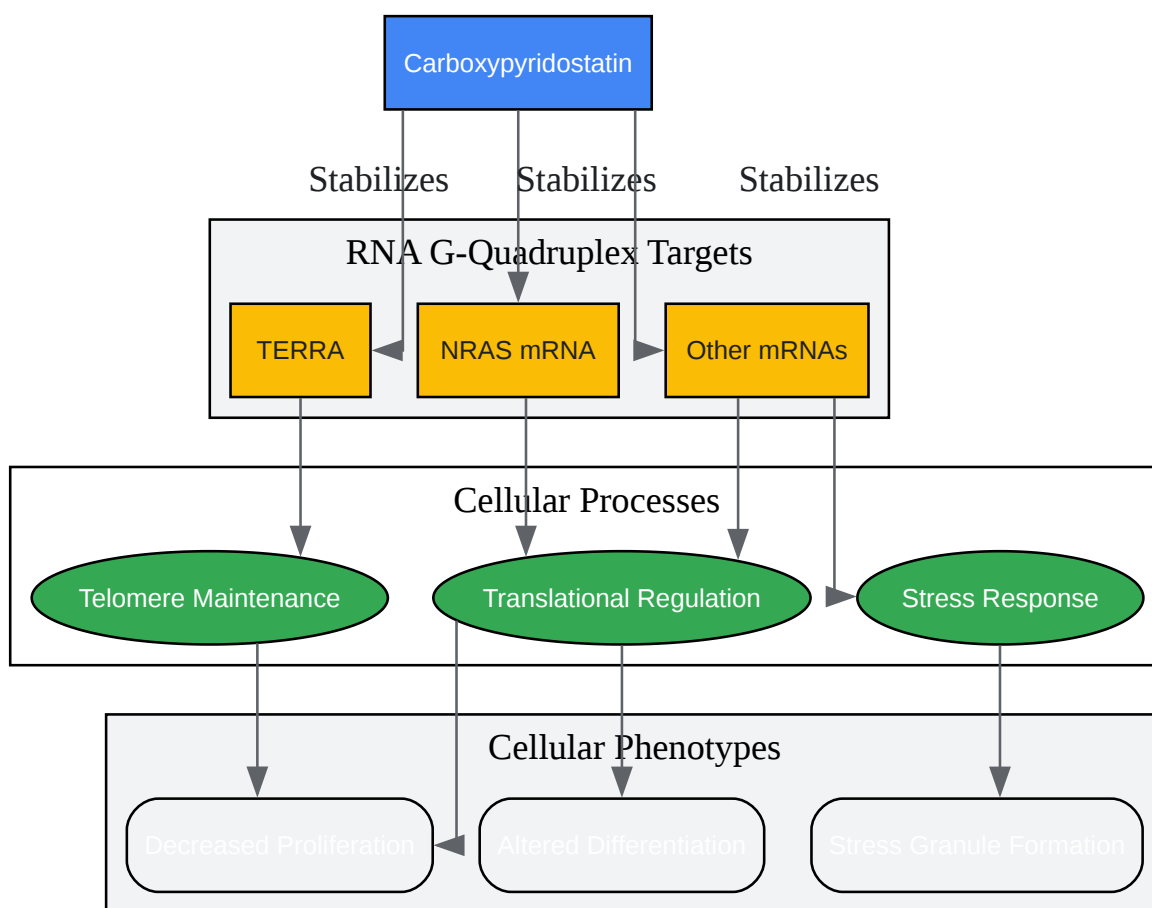 Carboxypyridostatin
Stabilizes Stabilizes Stabilizes
RNA G-Quadruplex Targets
TERRA NRAS mRNA Other mRNAs
Cellular Processes
Telomere Maintenance Translational Regulation Stress Response
Cellular Phenotypes
Decreased Proliferation Altered Differentiation Stress Granule Formation